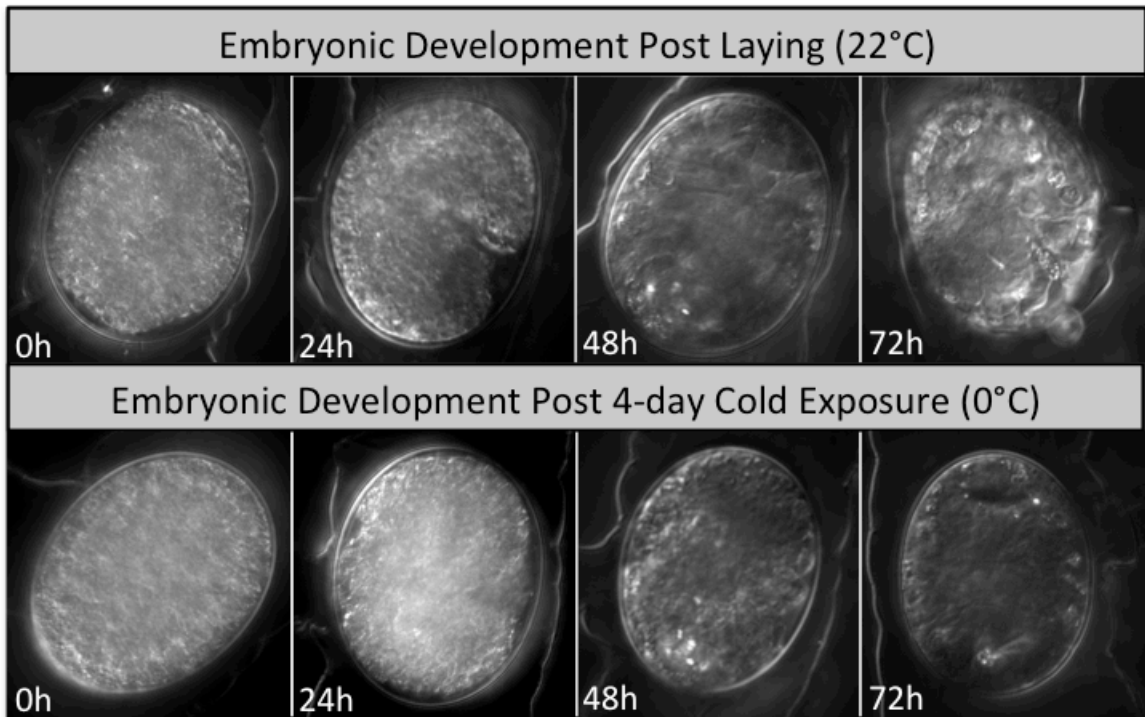 Embryonic Development Post Laying (22°C)
0h
24h
48h
72h
Embryonic Development Post 4-day Cold Exposure (0°C)
0h
24h
48h
72h